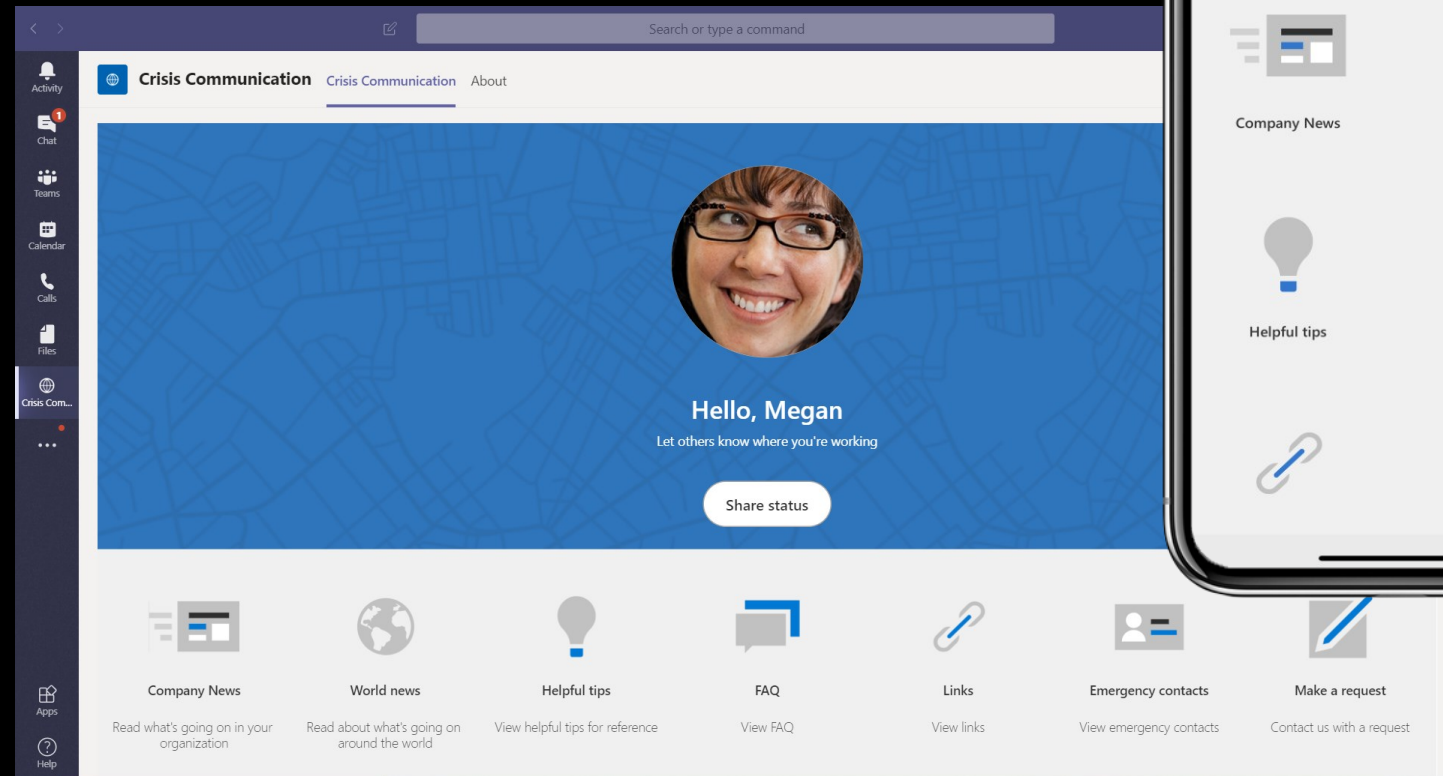 Search or type a command
Activity
1
Chat
Teams
Calendar
Calls
Files
Crisis Com...
Apps
Help
Crisis Communication
Crisis Communication
About
Hello, Megan
Let others know where you're working
Share status
Company News
Read what's going on in your
organization
World news
Read about what's going on
around the world
Helpful tips
View helpful tips for reference
FAQ
View FAQ
Links
View links
Emergency contacts
View emergency contacts
Make a request
Contact us with a request
Company News
Helpful tips